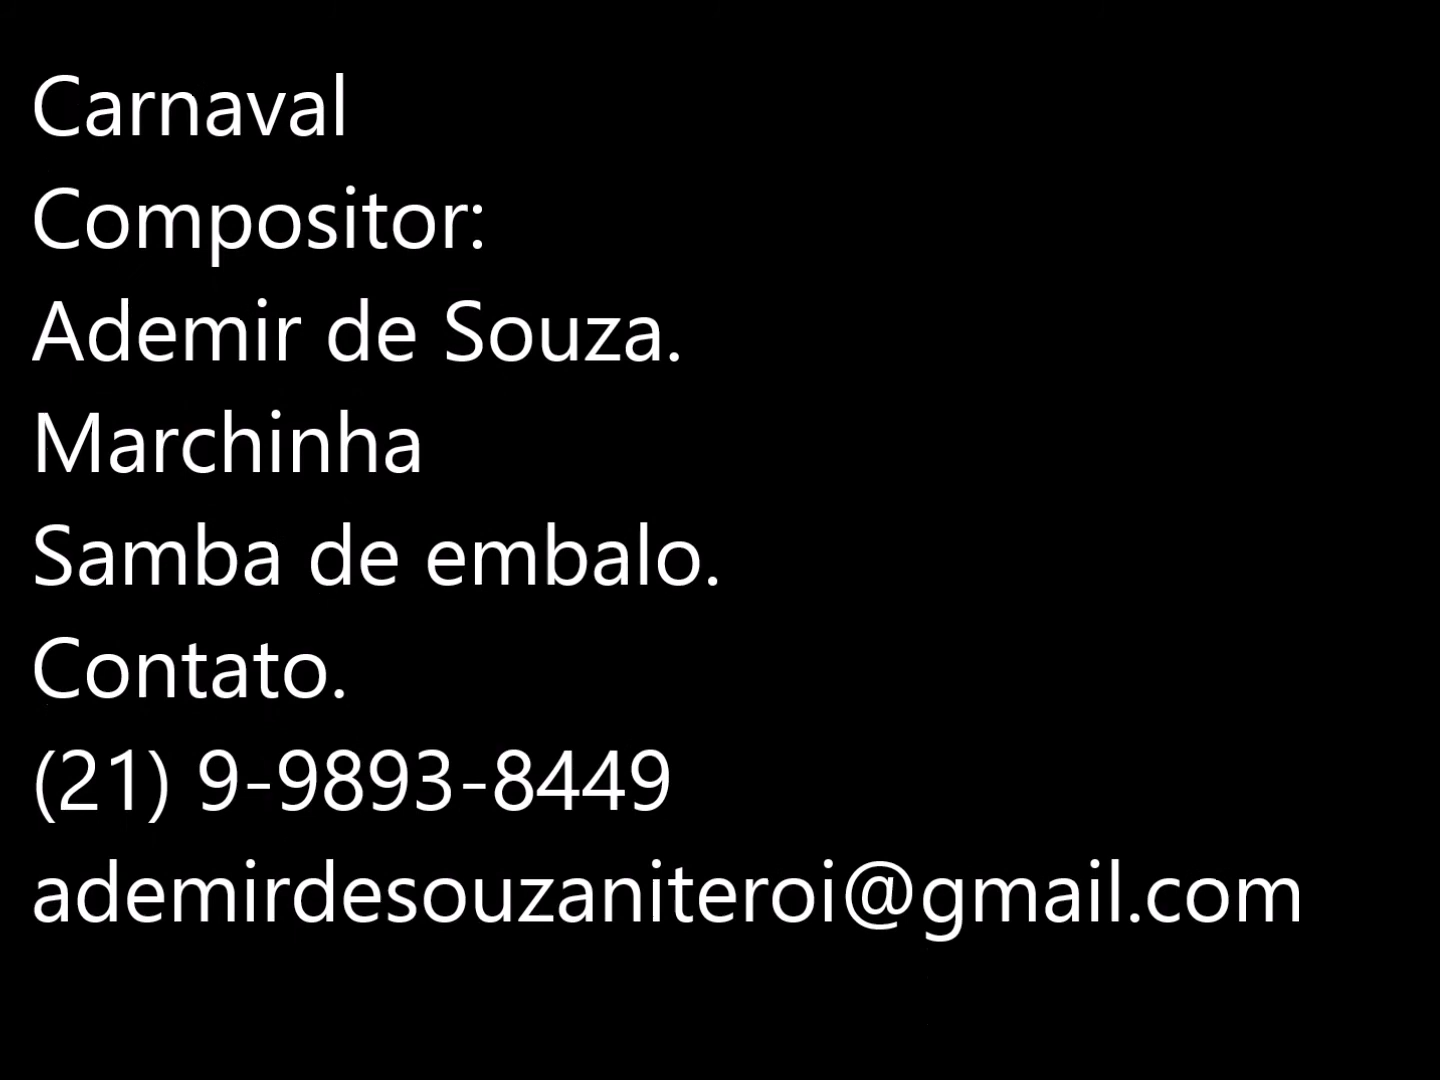 Carnaval
Compositor:
Ademir de Souza.
Marchinha
Samba de embalo.
Contato.
(21) 9-9893-8449
ademirdesouzaniteroi@gmail.com